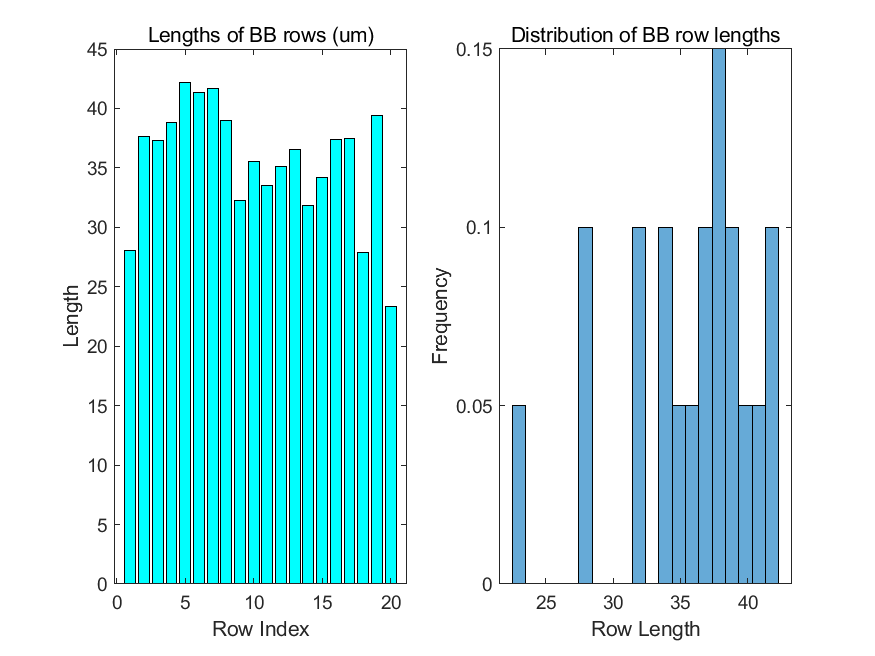 Lengths of BB rows (um)
45
40
35
30
25
20
15
10
5
0
Length
0 5 10 15 20
Row Index
Distribution of BB row lengths
0.15
0.1
0.05
0
Frequency
25 30 35 40
Row Length